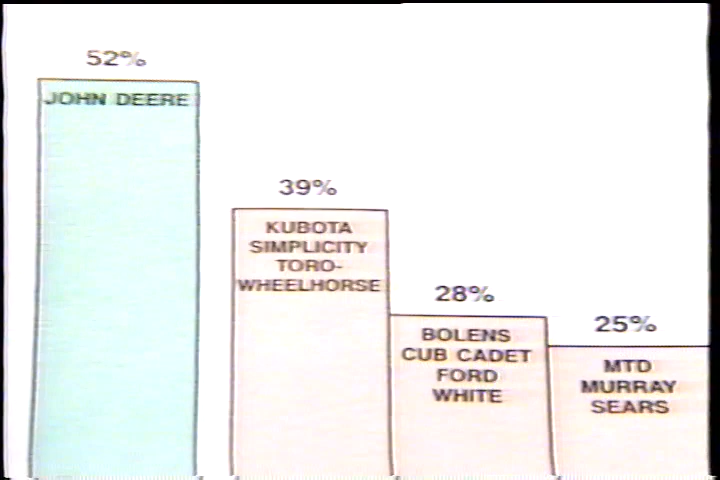 52%
JOHN DEERE
39%
KUBOTA
SIMPLICITY
TORO-
WHEELHORSE
28%
BOLENS
CUB CADET
FORD
WHITE
25%
MTD
MURRAY
SEARS